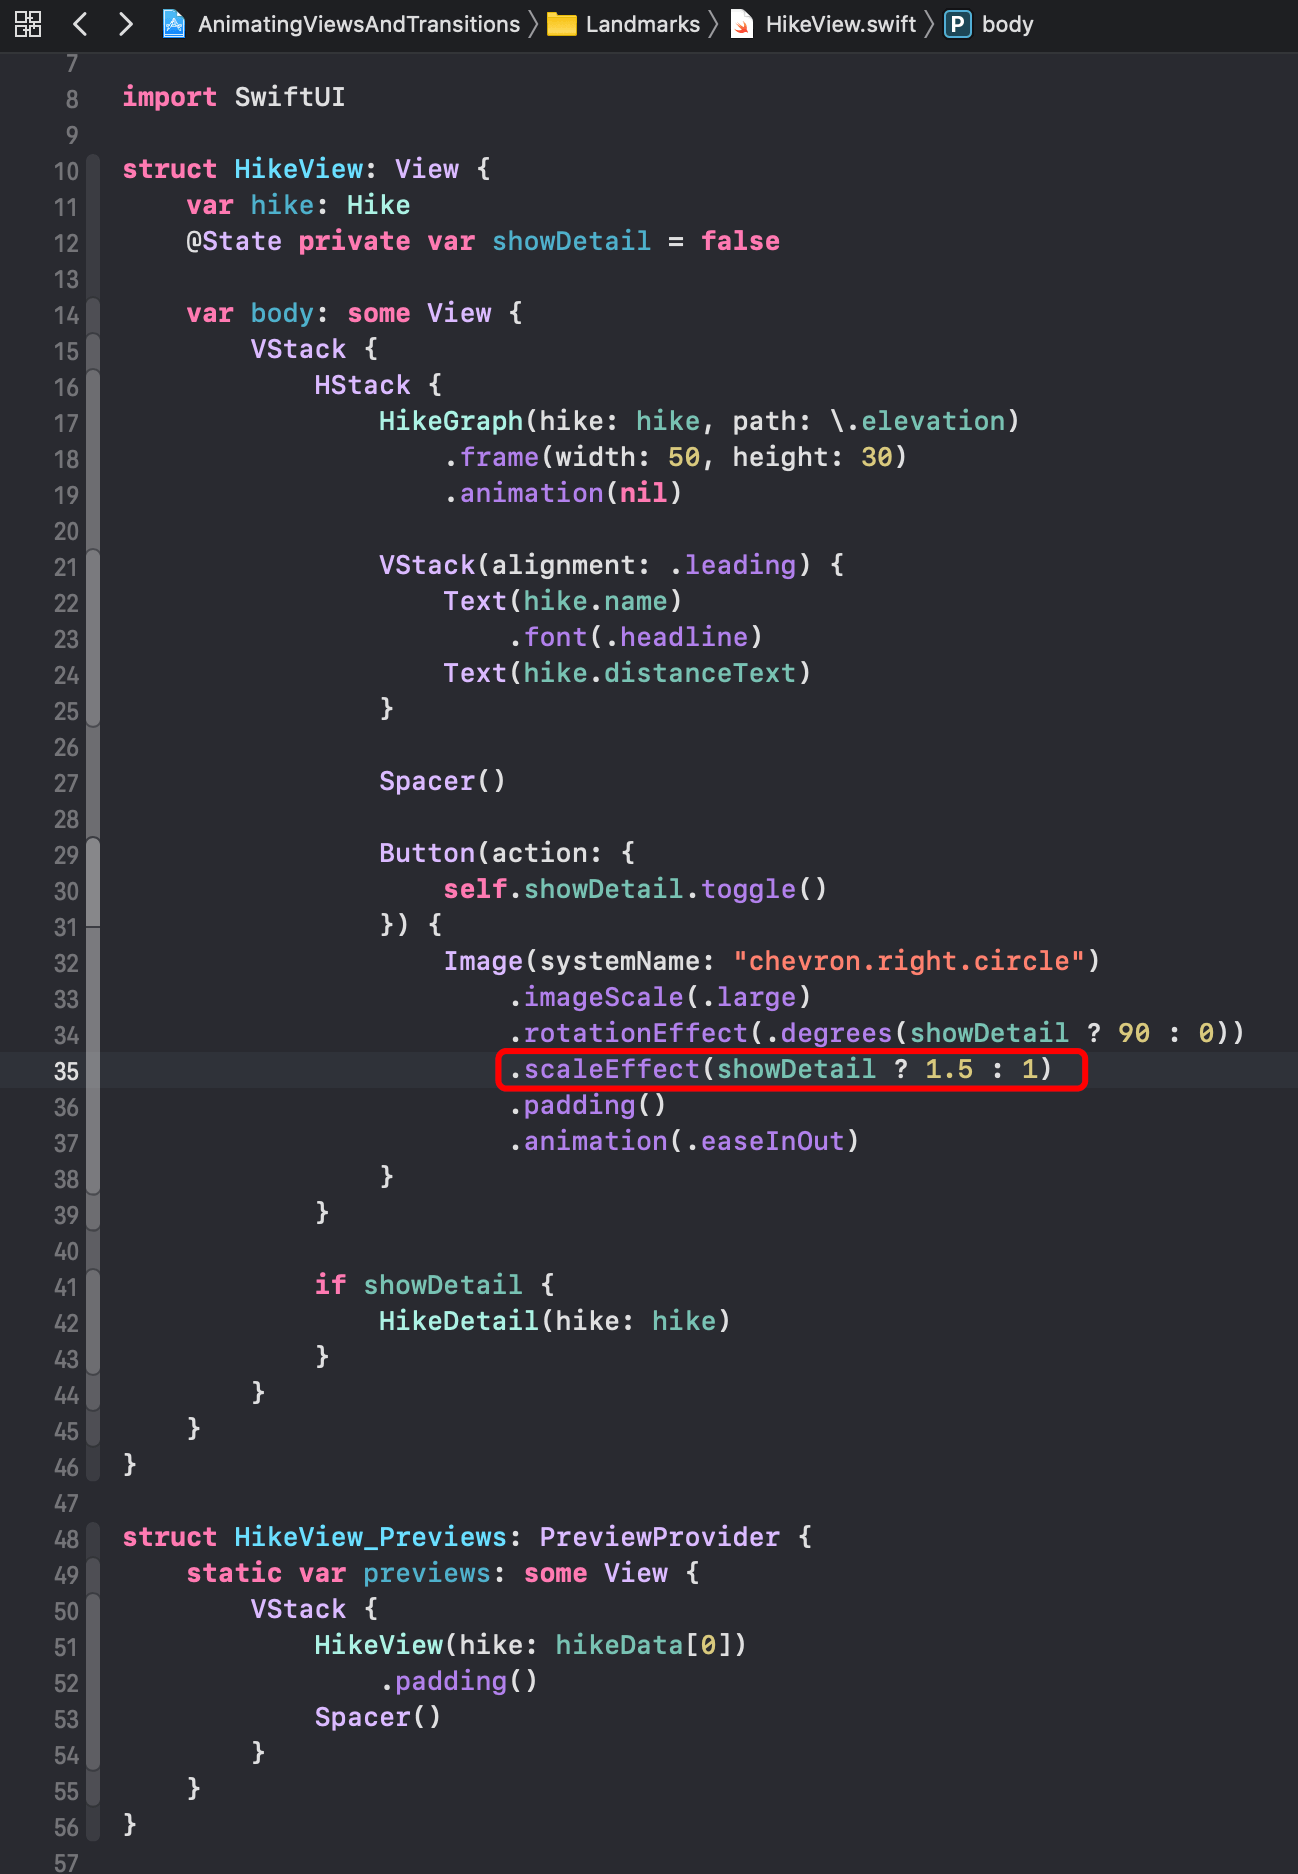 AnimatingViewsAndTransitions Landmarks HikeView.swift P body
7
8 import SwiftUI
9
10 struct HikeView: View {
11     var hike: Hike
12     @State private var showDetail = false
13
14     var body: some View {
15         VStack {
16             HStack {
17                 HikeGraph(hike: hike, path: \.elevation)
18                     .frame(width: 50, height: 30)
19                     .animation(nil)
20
21                 VStack(alignment: .leading) {
22                     Text(hike.name)
23                         .font(.headline)
24                     Text(hike.distanceText)
25                 }
26
27                 Spacer()
28
29                 Button(action: {
30                     self.showDetail.toggle()
31                 }) {
32                     Image(systemName: "chevron.right.circle")
33                         .imageScale(.large)
34                         .rotationEffect(.degrees(showDetail ? 90 : 0))
35                         .scaleEffect(showDetail ? 1.5 : 1)
36                         .padding()
37                         .animation(.easeInOut)
38                 }
39             }
40
41             if showDetail {
42                 HikeDetail(hike: hike)
43             }
44         }
45     }
46 }
47
48 struct HikeView_Previews: PreviewProvider {
49     static var previews: some View {
50         VStack {
51             HikeView(hike: hikeData[0])
52                 .padding()
53             Spacer()
54         }
55     }
56 }
57